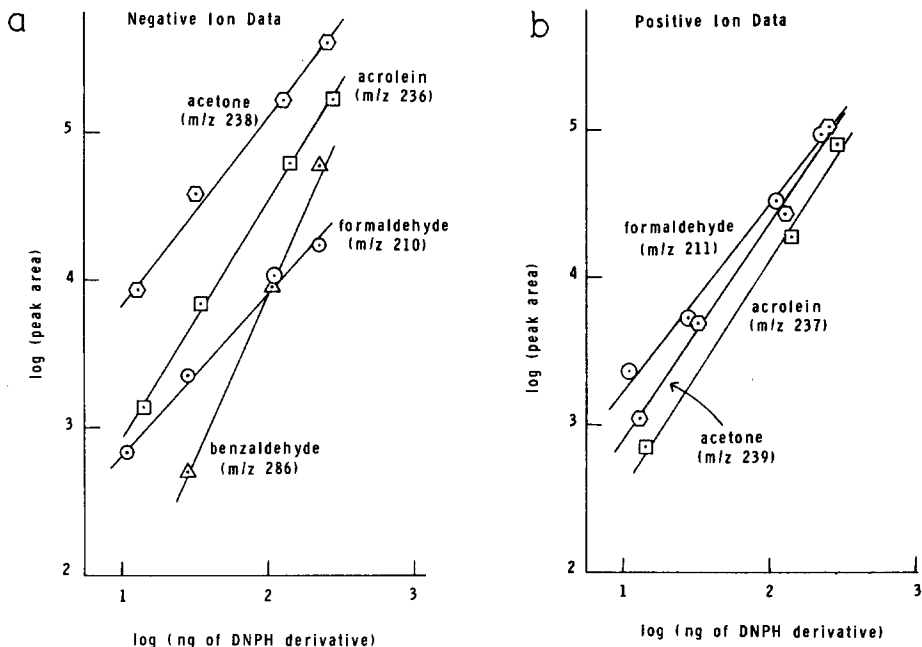 a
Negative Ion Data
acetone
(m/z 238)
acrolein
(m/z 236)
formaldehyde
(m/z 210)
benzaldehyde
(m/z 286)
5
4
3
2
1
2
3
log (peak area)
log (ng of DNPH derivative)
b
Positive Ion Data
formaldehyde
(m/z 211)
acrolein
(m/z 237)
acetone
(m/z 239)
5
4
3
2
1
2
3
log (peak area)
log (ng of DNPH derivative)